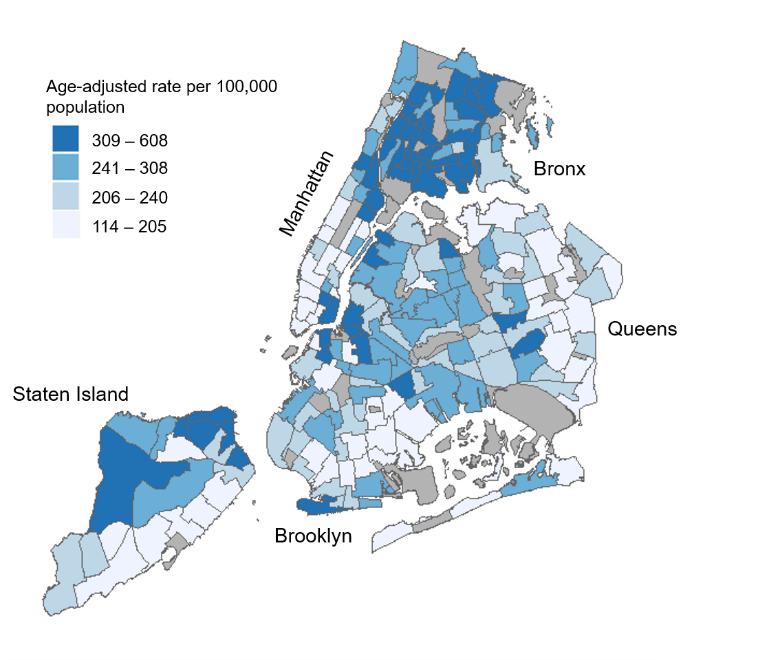 Age-adjusted rate per 100,000
population
309 – 608
241 – 308
206 – 240
114 – 205
Manhattan
Bronx
Queens
Staten Island
Brooklyn